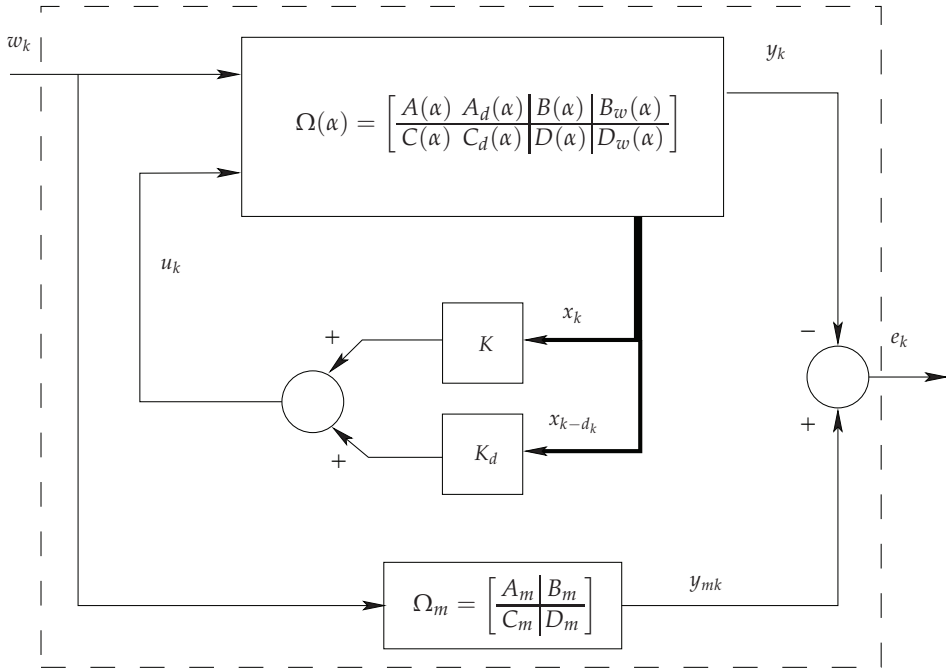 w_k
y_k
Ω(α) = [A(α) A_d(α) | B(α) | B_w(α)
C(α) C_d(α) | D(α) | D_w(α)]
u_k
x_k
+
K
−
e_k
x_{k−d_k}
+
+
K_d
Ω_m = [A_m | B_m
C_m | D_m]
y_{mk}